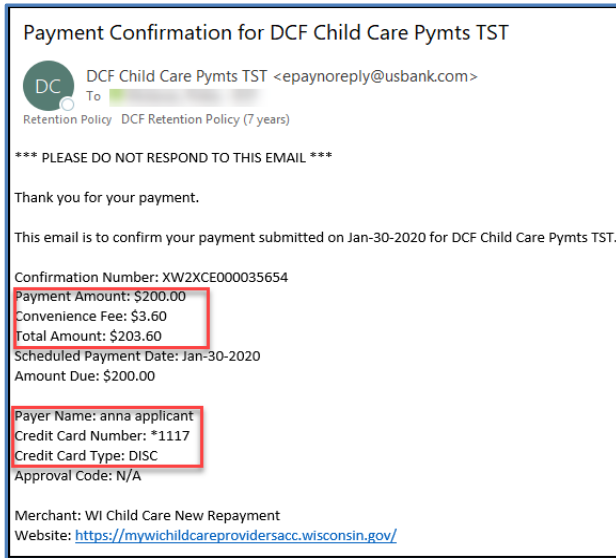 Payment Confirmation for DCF Child Care Pymts TST
DC
DCF Child Care Pymts TST <epaynoreply@usbank.com>
To
Retention Policy DCF Retention Policy (7 years)
*** PLEASE DO NOT RESPOND TO THIS EMAIL ***
Thank you for your payment.
This email is to confirm your payment submitted on Jan-30-2020 for DCF Child Care Pymts TST.
Confirmation Number: XW2XCE000035654
Payment Amount: $200.00
Convenience Fee: $3.60
Total Amount: $203.60
Scheduled Payment Date: Jan-30-2020
Amount Due: $200.00
Payer Name: anna applicant
Credit Card Number: *1117
Credit Card Type: DISC
Approval Code: N/A
Merchant: WI Child Care New Repayment
Website: https://mywichildcareprovidersacc.wisconsin.gov/